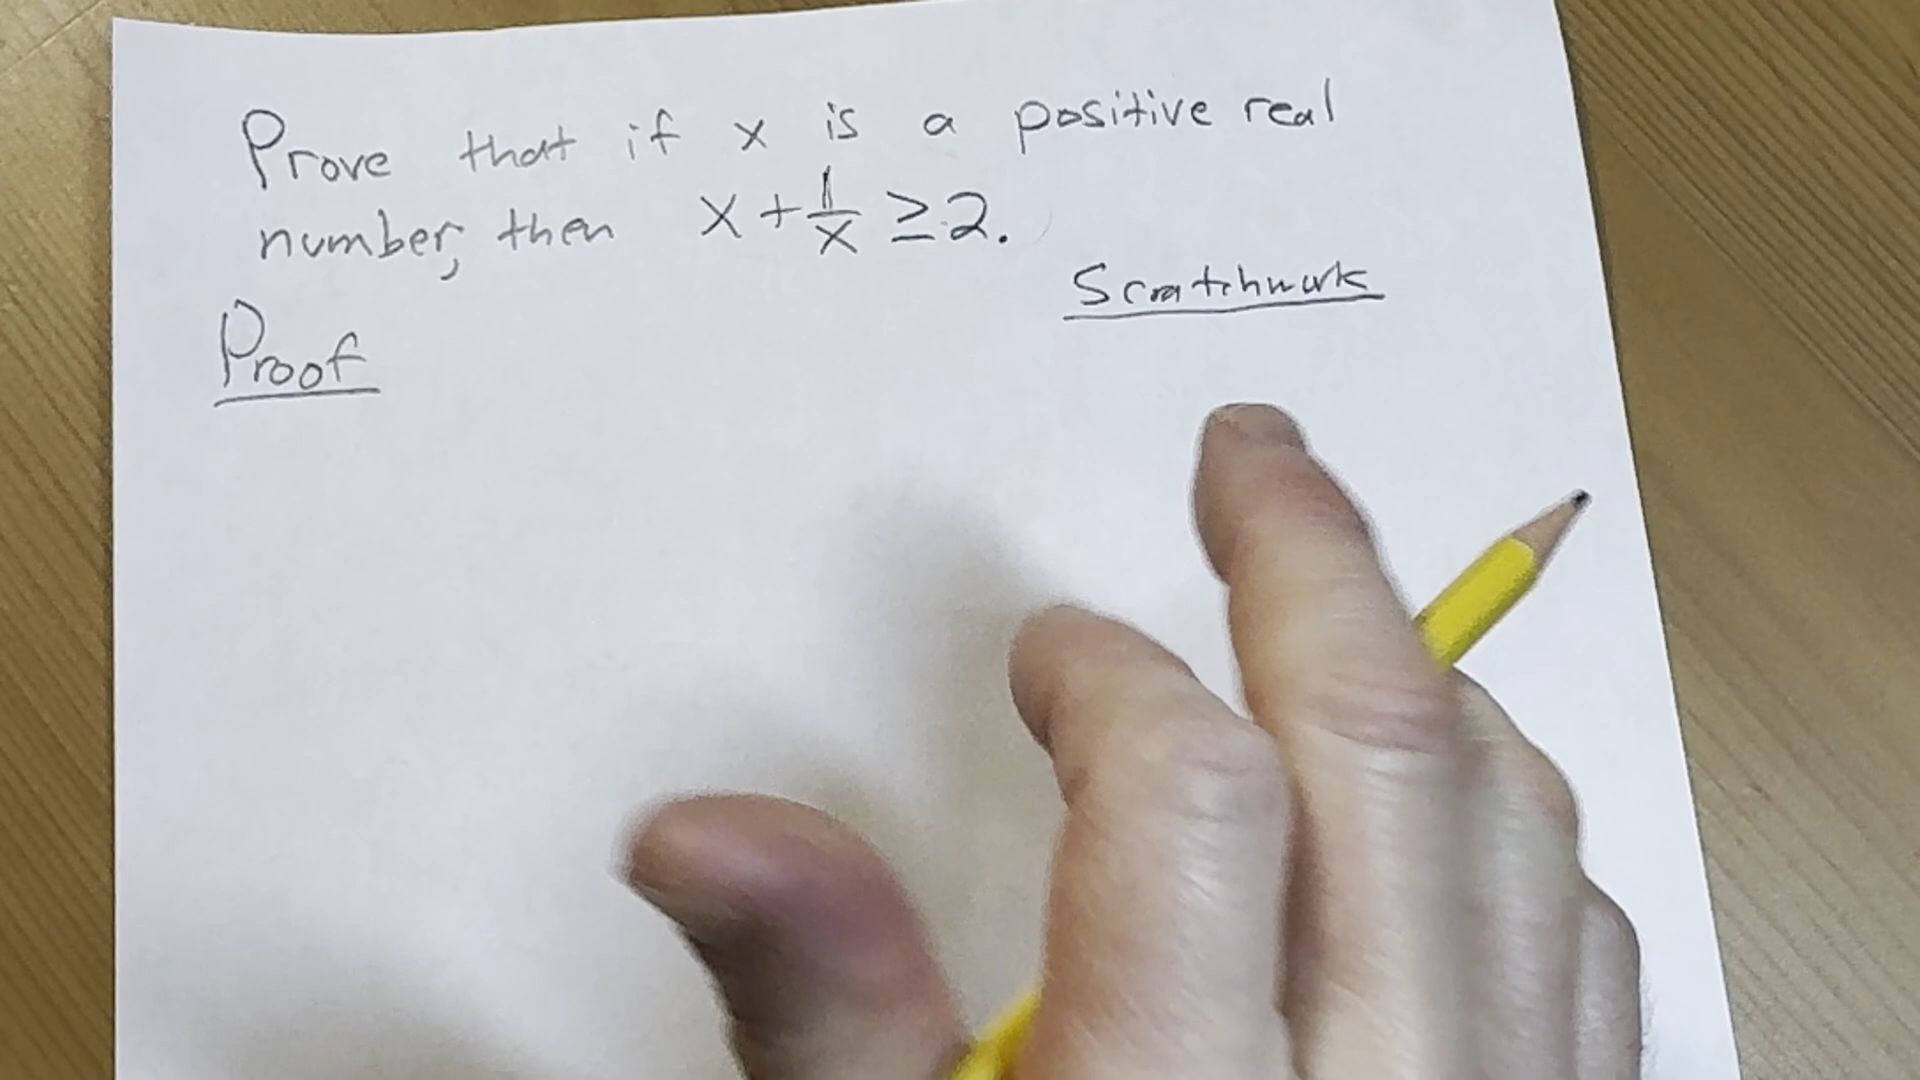 Prove that if x is a positive real
number, then x + 1/x ≥ 2.
Scratchwork
Proof